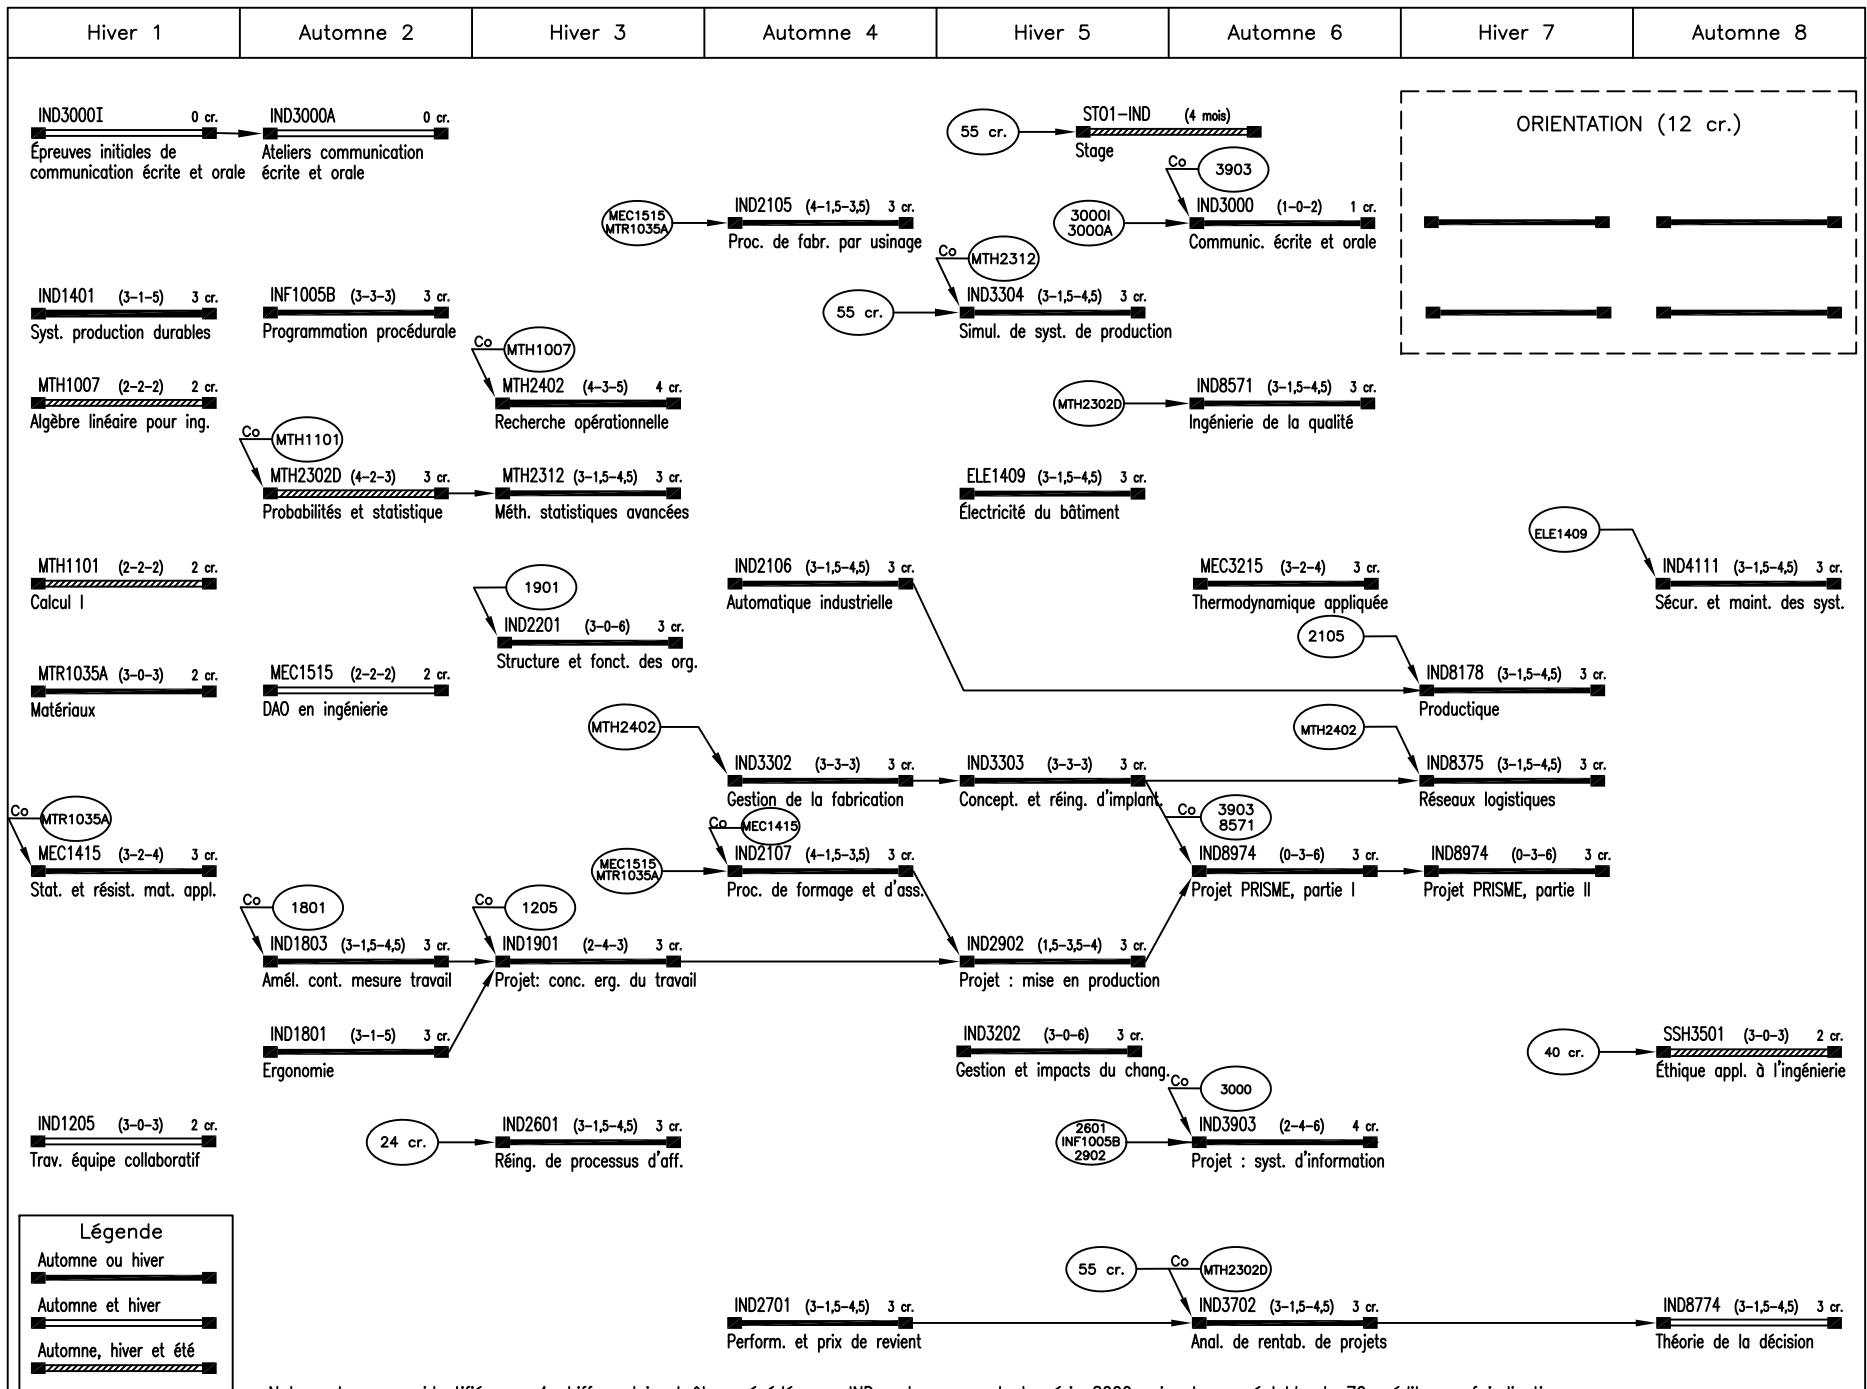 Hiver 1
Automne 2
Hiver 3
Automne 4
Hiver 5
Automne 6
Hiver 7
Automne 8
IND3000I 0 cr.
Épreuves initiales de
communication écrite et orale
IND3000A 0 cr.
Ateliers communication
écrite et orale
55 cr.
ST01-IND (4 mois)
Stage
ORIENTATION (12 cr.)
Co
3903
MEC1515
MTR1035A
IND2105 (4-1,5-3,5) 3 cr.
Proc. de fabr. par usinage
3000I
3000A
IND3000 (1-0-2) 1 cr.
Communic. écrite et orale
Co
MTH2312
IND1401 (3-1-5) 3 cr.
Syst. production durables
INF1005B (3-3-3) 3 cr.
Programmation procédurale
55 cr.
IND3304 (3-1,5-4,5) 3 cr.
Simul. de syst. de production
Co
MTH1007
MTH1007 (2-2-2) 2 cr.
Algèbre linéaire pour ing.
MTH2402 (4-3-5) 4 cr.
Recherche opérationnelle
MTH2302D
IND8571 (3-1,5-4,5) 3 cr.
Ingénierie de la qualité
Co
MTH1101
MTH2302D (4-2-3) 3 cr.
Probabilités et statistique
MTH2312 (3-1,5-4,5) 3 cr.
Méth. statistiques avancées
ELE1409 (3-1,5-4,5) 3 cr.
Électricité du bâtiment
ELE1409
MTH1101 (2-2-2) 2 cr.
Calcul I
1901
IND2106 (3-1,5-4,5) 3 cr.
Automatique industrielle
MEC3215 (3-2-4) 3 cr.
Thermodynamique appliquée
IND4111 (3-1,5-4,5) 3 cr.
Sécur. et maint. des syst.
IND2201 (3-0-6) 3 cr.
Structure et fonct. des org.
2105
MTR1035A (3-0-3) 2 cr.
Matériaux
MEC1515 (2-2-2) 2 cr.
DAO en ingénierie
IND8178 (3-1,5-4,5) 3 cr.
Productique
MTH2402
MTH2402
IND3302 (3-3-3) 3 cr.
Gestion de la fabrication
IND3303 (3-3-3) 3 cr.
Concept. et réing. d'implant.
IND8375 (3-1,5-4,5) 3 cr.
Réseaux logistiques
Co
MTR1035A
Co
MEC1415
Co
3903
8571
MEC1415 (3-2-4) 3 cr.
Stat. et résist. mat. appl.
MEC1515
MTR1035A
IND2107 (4-1,5-3,5) 3 cr.
Proc. de formage et d'ass.
IND8974 (0-3-6) 3 cr.
Projet PRISME, partie I
IND8974 (0-3-6) 3 cr.
Projet PRISME, partie II
Co
1801
Co
1205
IND1803 (3-1,5-4,5) 3 cr.
Amél. cont. mesure travail
IND1901 (2-4-3) 3 cr.
Projet: conc. erg. du travail
IND2902 (1,5-3,5-4) 3 cr.
Projet : mise en production
IND1801 (3-1-5) 3 cr.
Ergonomie
IND3202 (3-0-6) 3 cr.
Gestion et impacts du chang.
40 cr.
SSH3501 (3-0-3) 2 cr.
Éthique appl. à l'ingénierie
Co
3000
IND1205 (3-0-3) 2 cr.
Trav. équipe collaboratif
24 cr.
IND2601 (3-1,5-4,5) 3 cr.
Réing. de processus d'aff.
2601
INF1005B
2902
IND3903 (2-4-6) 4 cr.
Projet : syst. d'information
Légende
Automne ou hiver
Automne et hiver
Automne, hiver et été
55 cr.
Co
MTH2302D
IND2701 (3-1,5-4,5) 3 cr.
Perform. et prix de revient
IND3702 (3-1,5-4,5) 3 cr.
Anal. de rentab. de projets
IND8774 (3-1,5-4,5) 3 cr.
Théorie de la décision